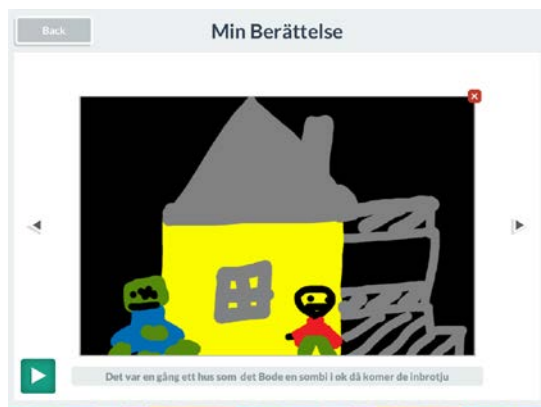 Back
Min Berättelse
Det var en gång ett hus som det Bode en sombi i ok då komer de inbrotju